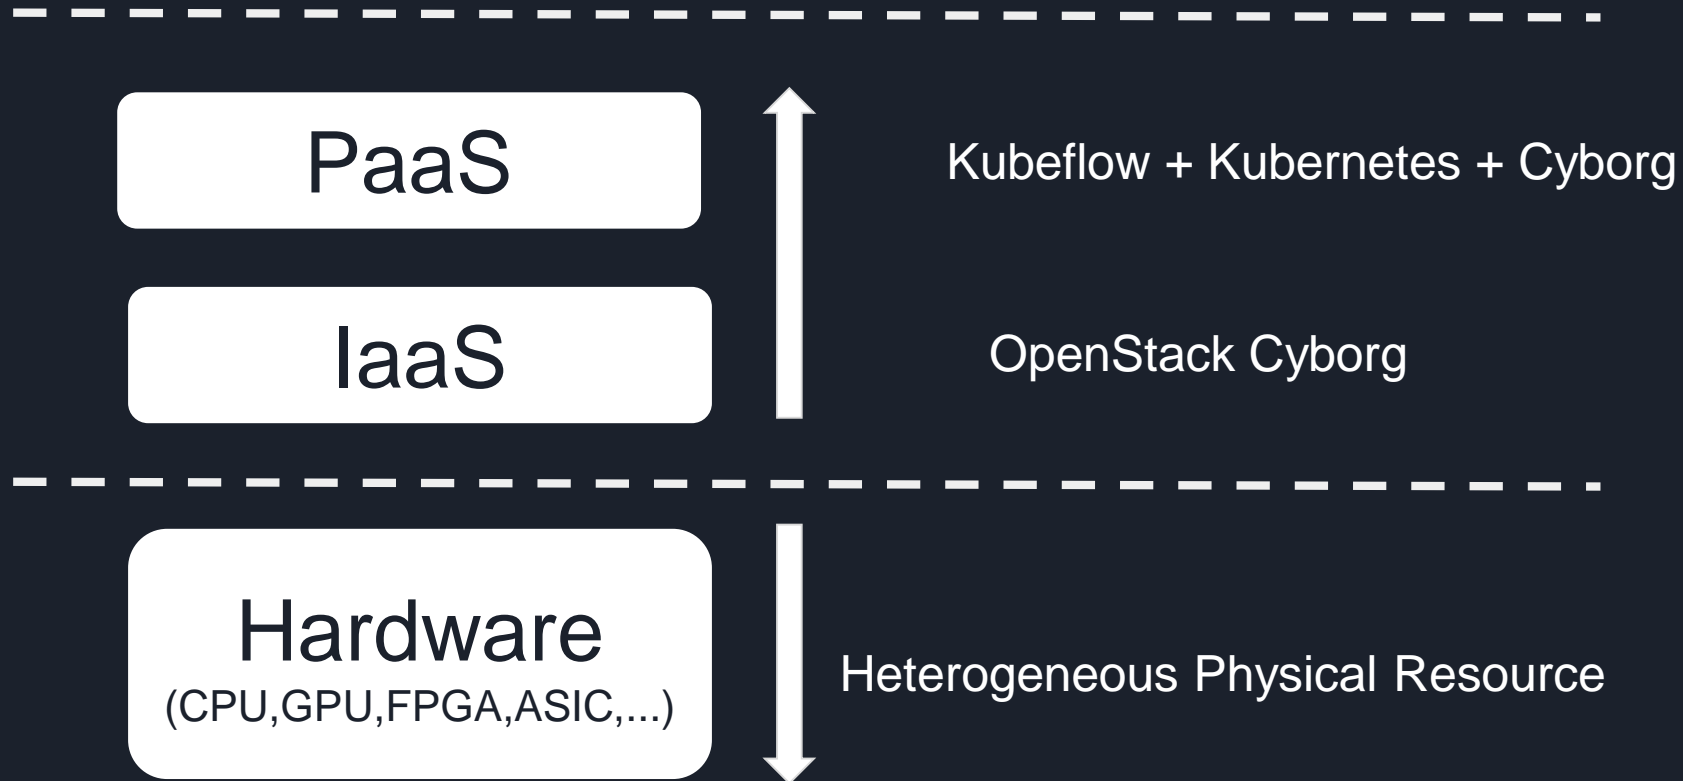 PaaS
Kubeflow + Kubernetes + Cyborg
IaaS
OpenStack Cyborg
Hardware
(CPU,GPU,FPGA,ASIC,...)
Heterogeneous Physical Resource